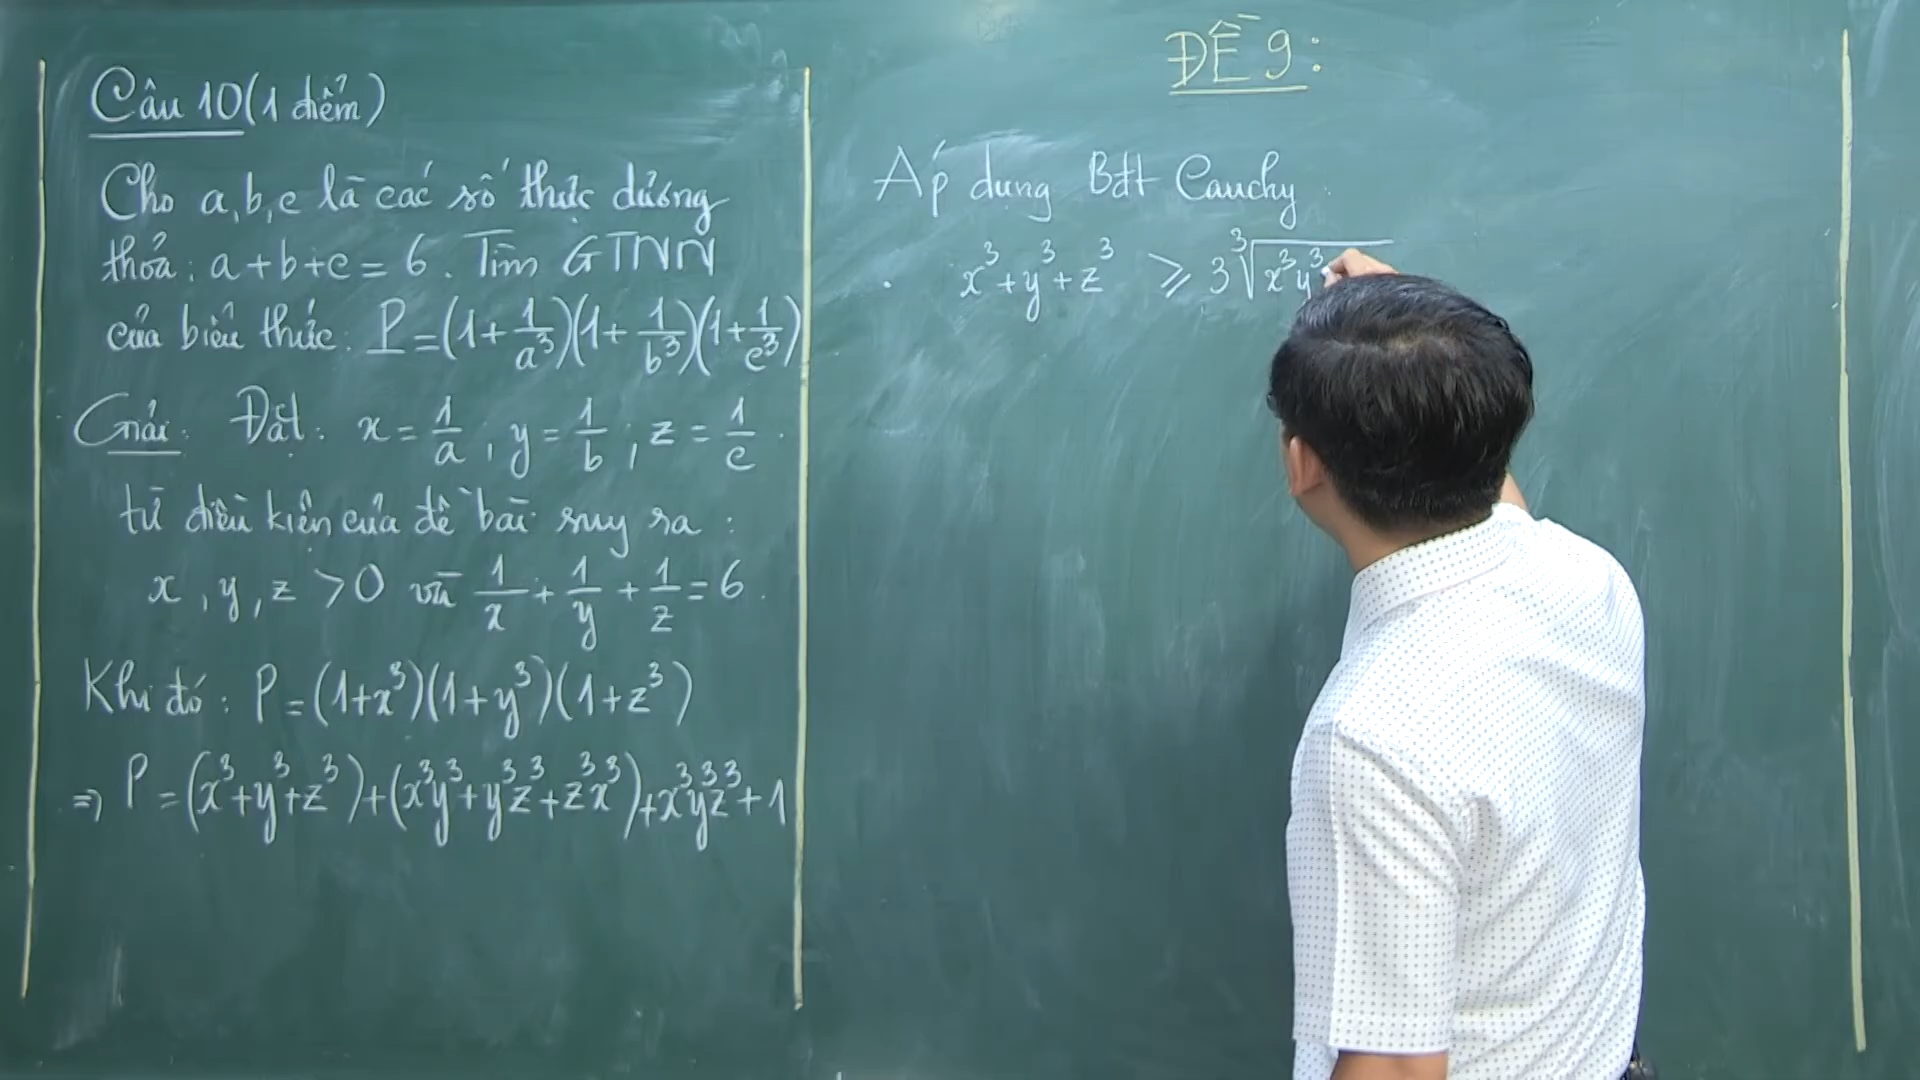 Câu 10 (1 điểm)
Cho a, b, c là các số thực dương
thỏa: a + b + c = 6. Tìm GTNN
của biểu thức: P = (1 + 1/a³)(1 + 1/b³)(1 + 1/c³)
Giải: Đặt: x = 1/a, y = 1/b; z = 1/c.
từ điều kiện của đề bài suy ra:
x, y, z > 0 và 1/x + 1/y + 1/z = 6.
Khi đó: P = (1+x³)(1+y³)(1+z³)
⇒ P = (x³+y³+z³)+(x³y³+y³z³+z³x³)+x³y³z³+1
ĐỀ 9:
Áp dụng Bđt Cauchy
. x³+y³+z³ ≥ 3∛x³y³